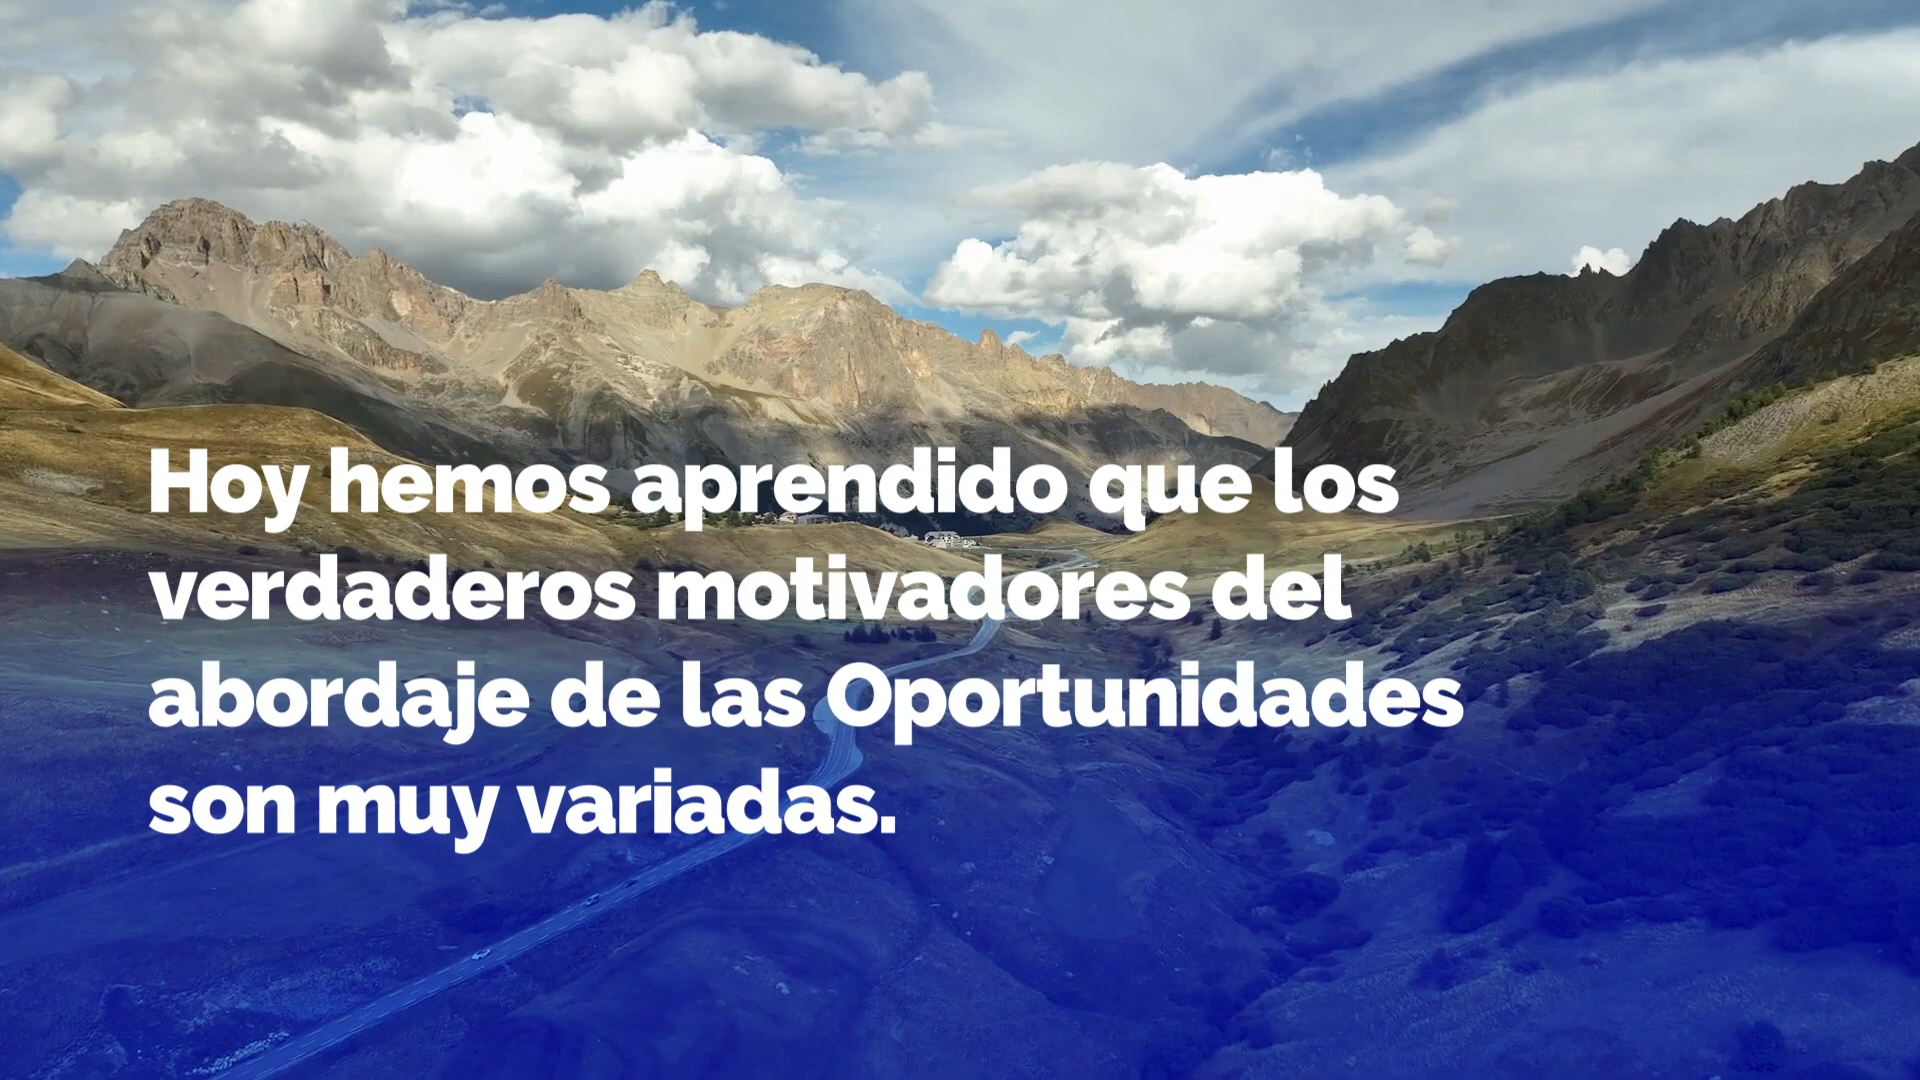 Hoy hemos aprendido que los
verdaderos motivadores del
abordaje de las Oportunidades
son muy variadas.